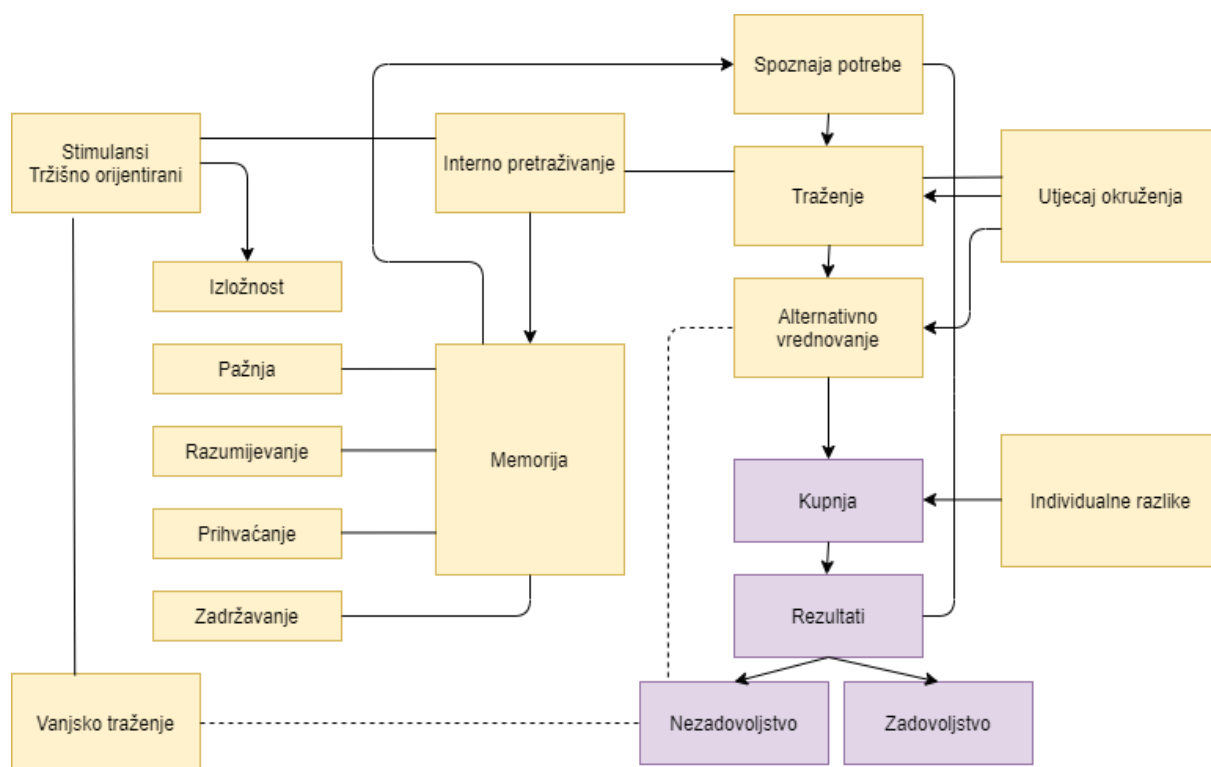 Spoznaja potrebe
Stimulansi
Tržišno orijentirani
Interno pretraživanje
Traženje
Utjecaj okruženja
Izložnost
Alternativno
vrednovanje
Pažnja
Razumijevanje
Memorija
Kupnja
Individualne razlike
Prihvaćanje
Zadržavanje
Rezultati
Vanjsko traženje
Nezadovoljstvo
Zadovoljstvo